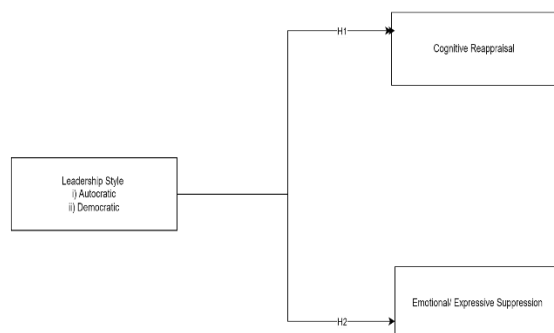 H1
Cognitive Reappraisal
Leadership Style
i) Autocratic
ii) Democratic
Emotional/ Expressive Suppression
H2